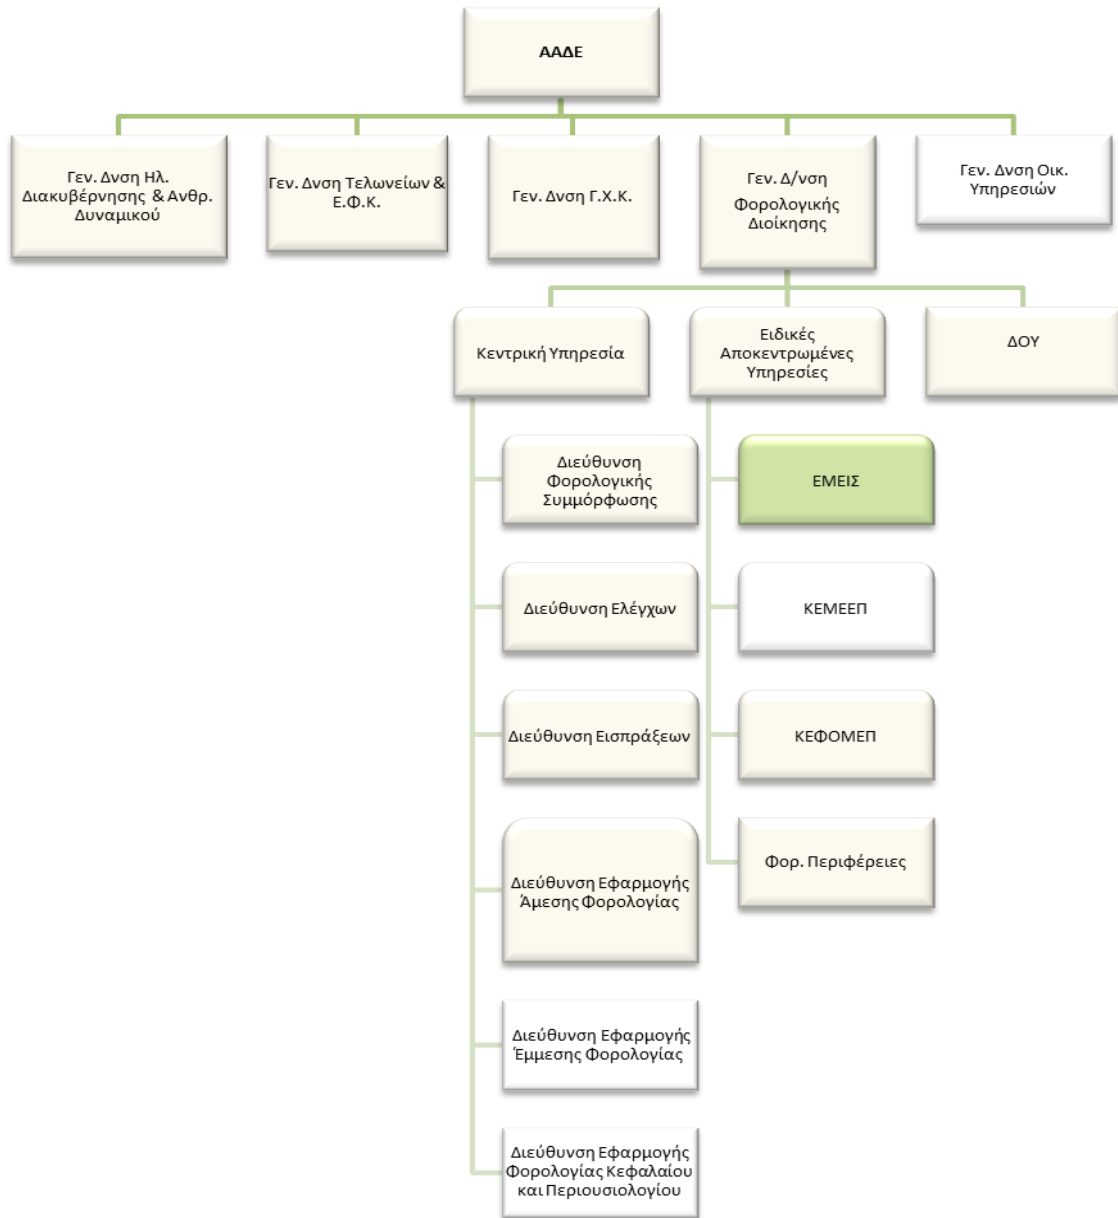 ΑΑΔΕ
Γεν. Δνση Ηλ.
Διακυβέρνησης & Ανθρ.
Δυναμικού
Γεν. Δνση Τελωνείων &
Ε.Φ.Κ.
Γεν. Δνση Γ.Χ.Κ.
Γεν. Δ/νση
Φορολογικής
Διοίκησης
Γεν. Δνση Οικ.
Υπηρεσιών
Κεντρική Υπηρεσία
Ειδικές
Αποκεντρωμένες
Υπηρεσίες
ΔΟΥ
Διεύθυνση
Φορολογικής
Συμμόρφωσης
Διεύθυνση Ελέγχων
Διεύθυνση Εισπράξεων
Διεύθυνση Εφαρμογής
Άμεσης Φορολογίας
Διεύθυνση Εφαρμογής
Έμμεσης Φορολογίας
Διεύθυνση Εφαρμογής
Φορολογίας Κεφαλαίου
και Περιουσιολογίου
ΕΜΕΙΣ
ΚΕΜΕΕΠ
ΚΕΦΟΜΕΠ
Φορ. Περιφέρειες